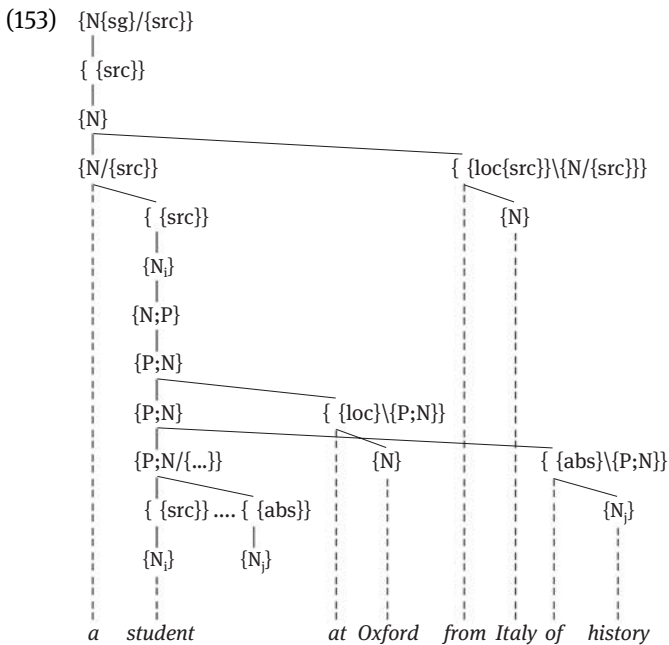 (153) {N{sg}/{src}}
{ {src}}
{N}
{N/{src}} { {loc{src}}\{N/{src}}}
{ {src}} {N}
{Nᵢ}
{N;P}
{P;N}
{P;N} { {loc}\{P;N}}
{P;N/{...}} {N} { {abs}\{P;N}}
{ {src}} .... { {abs}} {Nⱼ}
{Nᵢ} {Nⱼ}
a student at Oxford from Italy of history